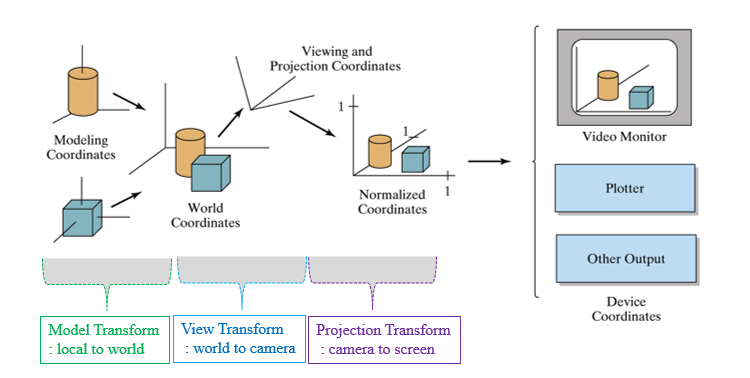 Viewing and
Projection Coordinates
Modeling
Coordinates
World
Coordinates
1
1
1
Normalized
Coordinates
Video Monitor
Plotter
Other Output
Device
Coordinates
Model Transform
: local to world
View Transform
: world to camera
Projection Transform
: camera to screen